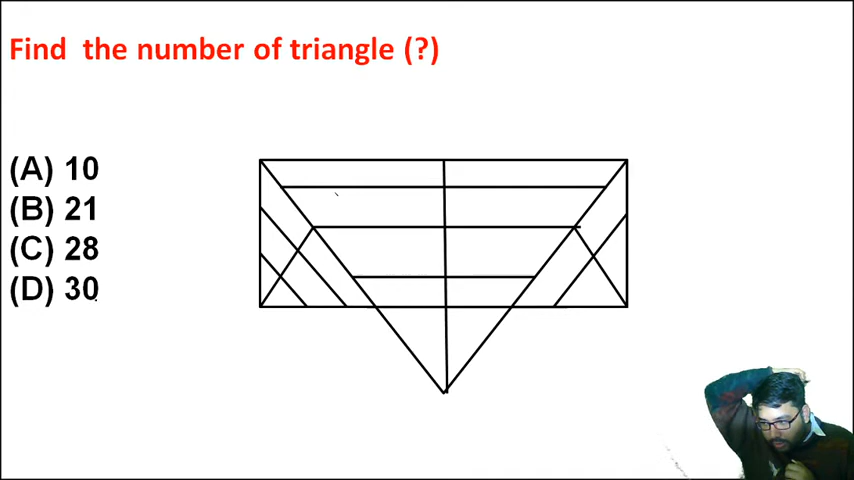 Find the number of triangle (?)
(A) 10
(B) 21
(C) 28
(D) 30